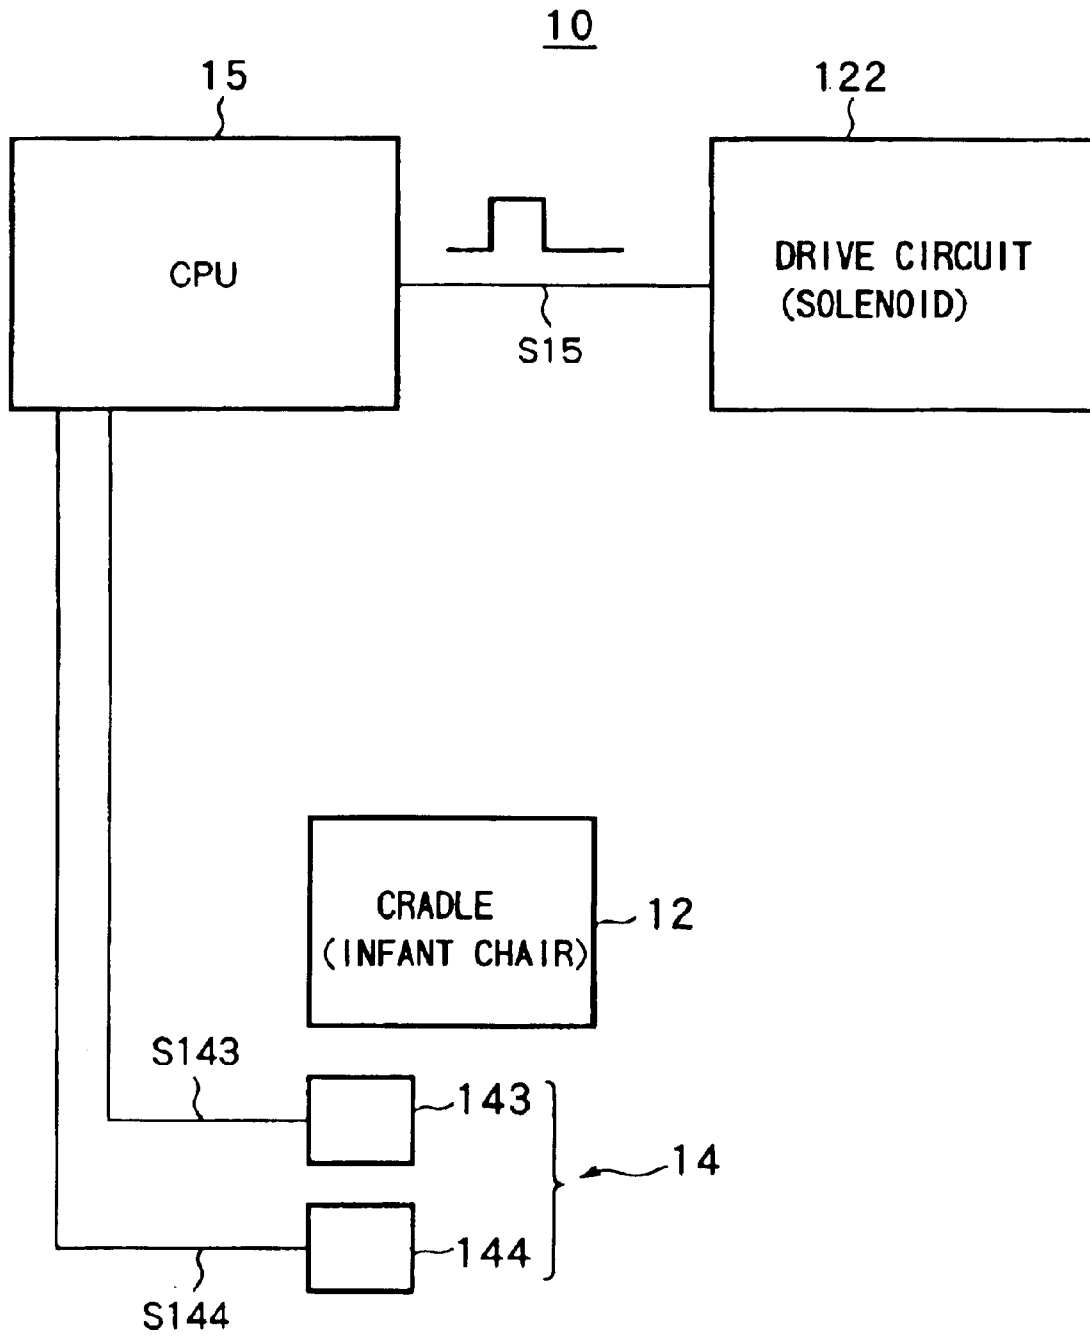 10
15
122
CPU
DRIVE CIRCUIT
(SOLENOID)
S15
CRADLE
(INFANT CHAIR)
12
S143
143
14
144
S144